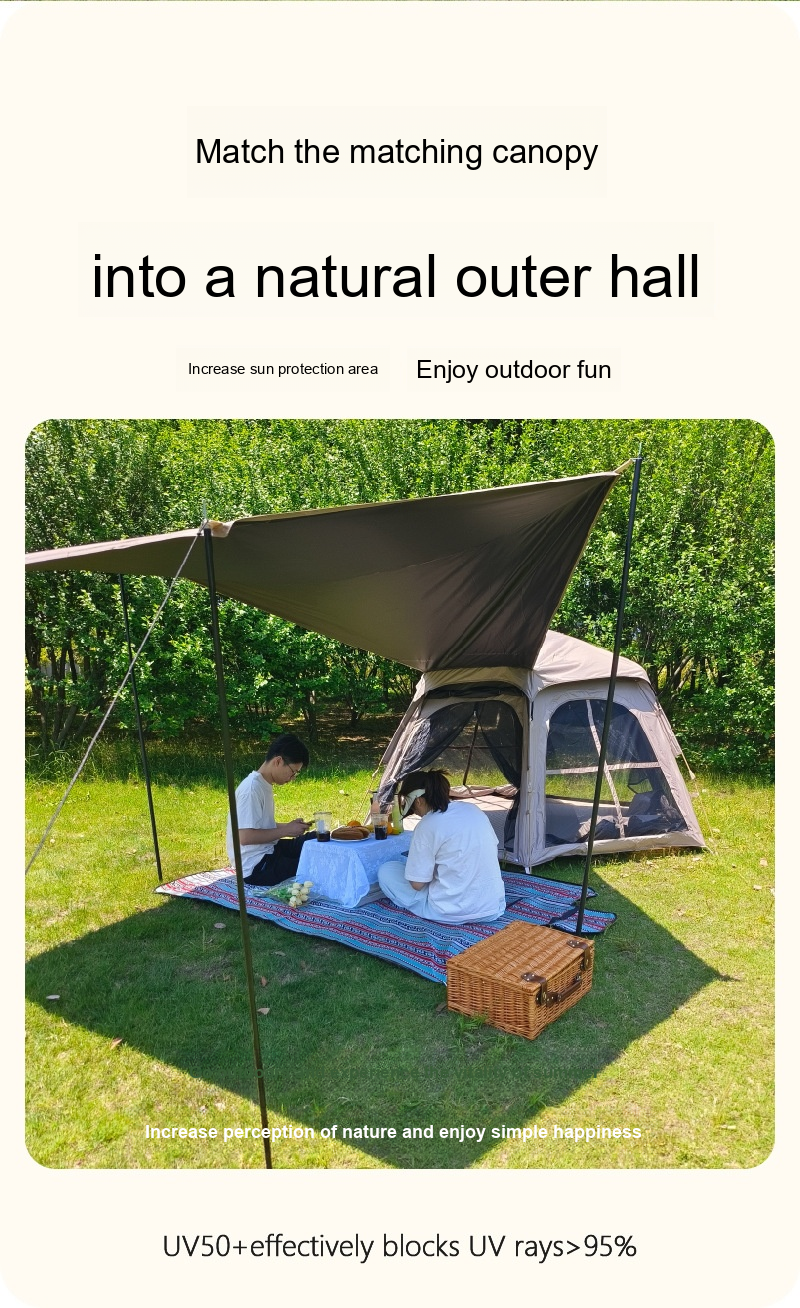 Match the matching canopy
into a natural outer hall
Increase sun protection area Enjoy outdoor fun
Increase perception of nature and enjoy simple happiness
UV50+effectively blocks UV rays>95%